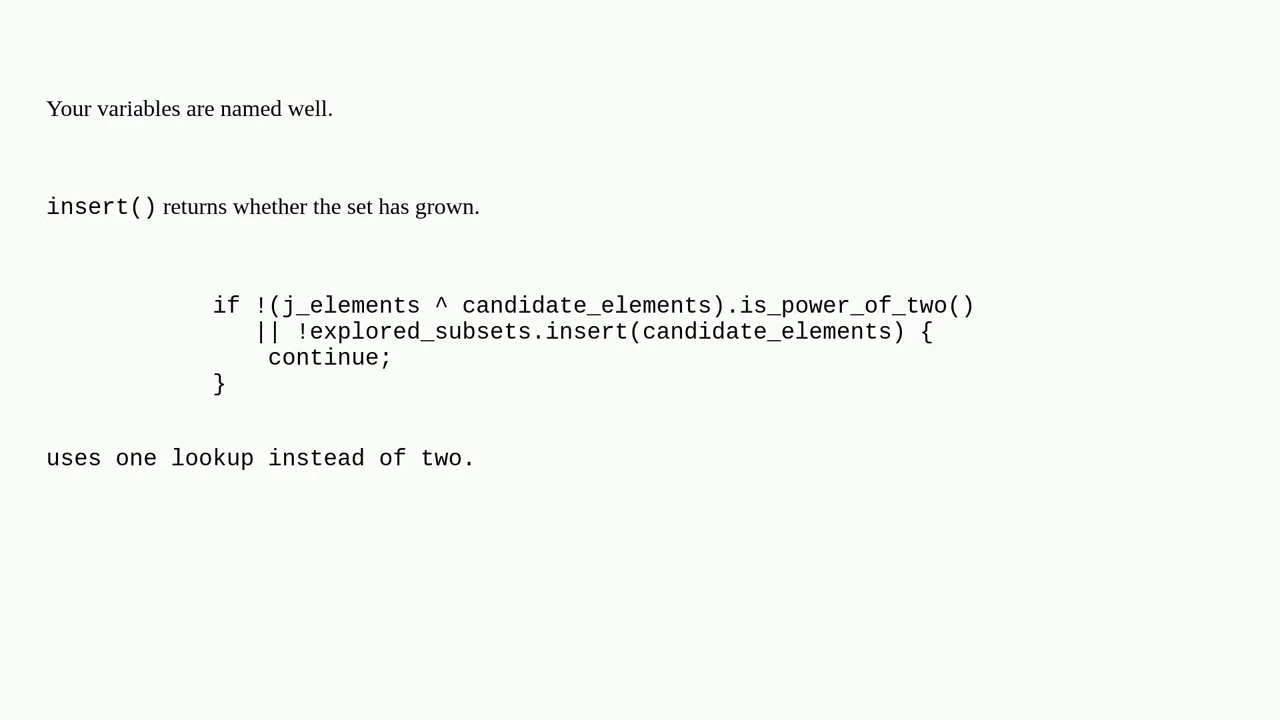 Your variables are named well.
insert() returns whether the set has grown.
if !(j_elements ^ candidate_elements).is_power_of_two()
   || !explored_subsets.insert(candidate_elements) {
    continue;
}
uses one lookup instead of two.